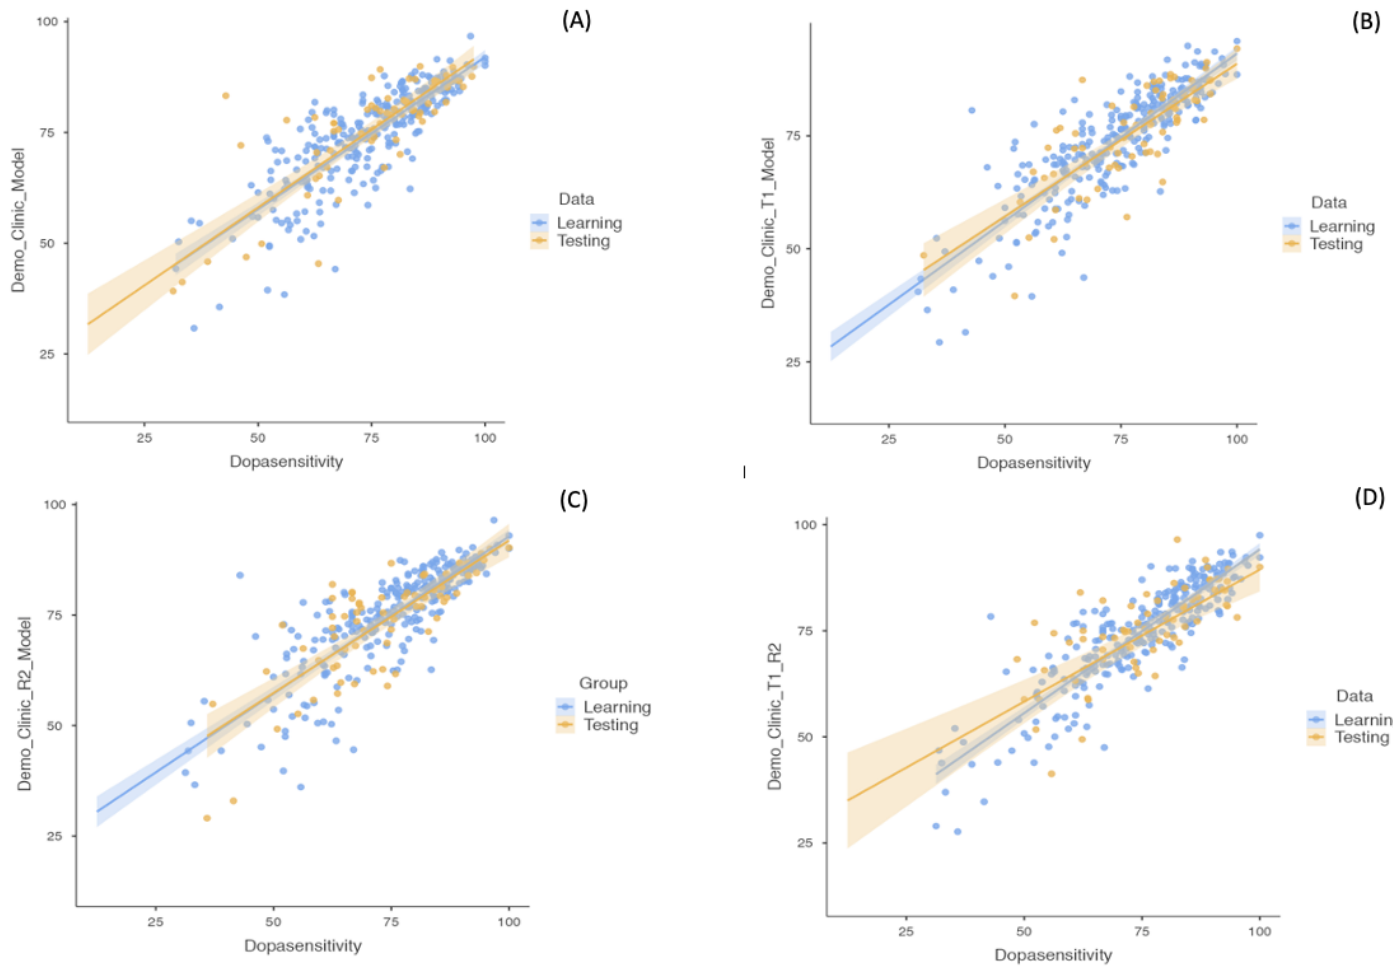 (A)
100
75
50
25
Demo_Clinic_Model
25 50 75 100
Dopasensitivity
Data
Learning
Testing
(B)
75
50
25
Demo_Clinic_T1_Model
25 50 75 100
Dopasensitivity
Data
Learning
Testing
(C)
100
75
50
25
Demo_Clinic_R2_Model
25 50 75 100
Dopasensitivity
Group
Learning
Testing
(D)
100
75
50
25
Demo_Clinic_T1_R2
25 50 75 100
Dopasensitivity
Data
Learnin
Testing